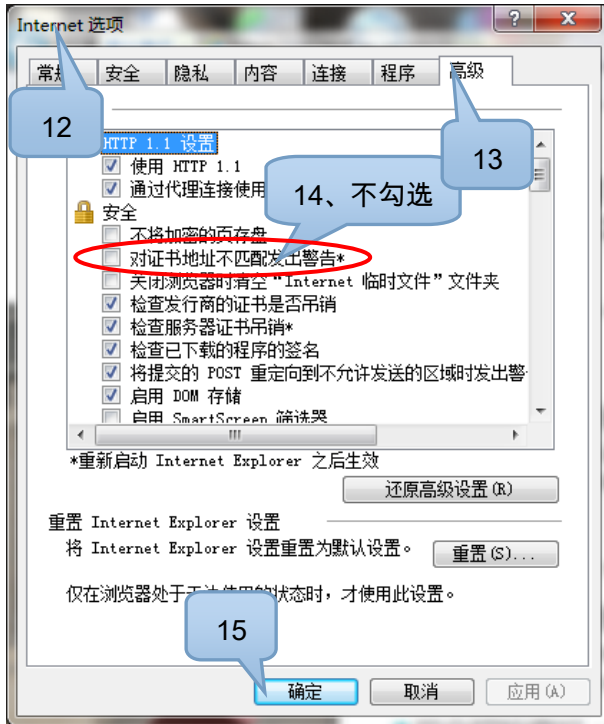 Internet 选项
? X
安全 隐私 内容 连接 程序 高级
12
13
HTTP 1.1 设置
使用 HTTP 1.1
通过代理连接使用
14、不勾选
安全
不将加密的页存盘
对证书地址不匹配发出警告*
关闭浏览器时清空“Internet 临时文件”文件夹
检查发行商的证书是否吊销
检查服务器证书吊销*
检查已下载的程序的签名
将提交的 POST 重定向到不允许发送的区域时发出警
启用 DOM 存储
启用 SmartScreen 筛选器
*重新启动 Internet Explorer 之后生效
还原高级设置(R)
重置 Internet Explorer 设置
将 Internet Explorer 设置重置为默认设置。
重置(S)...
仅在浏览器处于无法使用的状态时，才使用此设置。
15
确定 取消 应用(A)